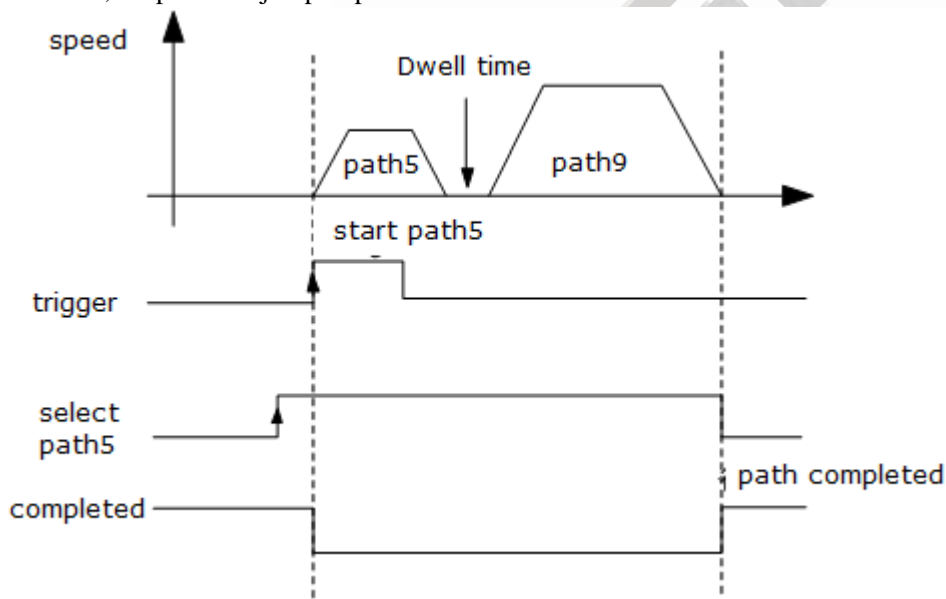 speed
Dwell time
path5
path9
start path5
trigger
select
path5
path completed
completed